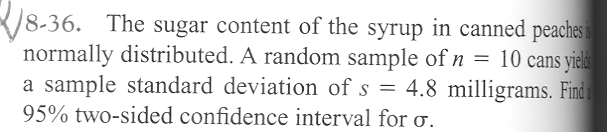 8-36. The sugar content of the syrup in canned peaches is
normally distributed. A random sample of n = 10 cans yields
a sample standard deviation of s = 4.8 milligrams. Find a
95% two-sided confidence interval for σ.